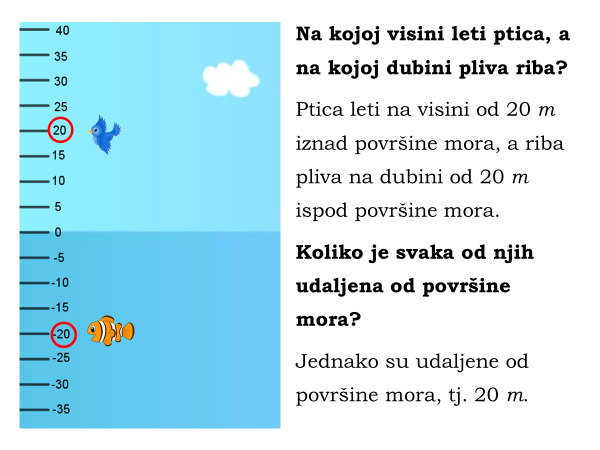 40
35
30
25
20
15
10
5
0
-5
-10
-15
-20
-25
-30
-35
Na kojoj visini leti ptica, a
na kojoj dubini pliva riba?
Ptica leti na visini od 20 m
iznad površine mora, a riba
pliva na dubini od 20 m
ispod površine mora.
Koliko je svaka od njih
udaljena od površine
mora?
Jednako su udaljene od
površine mora, tj. 20 m.